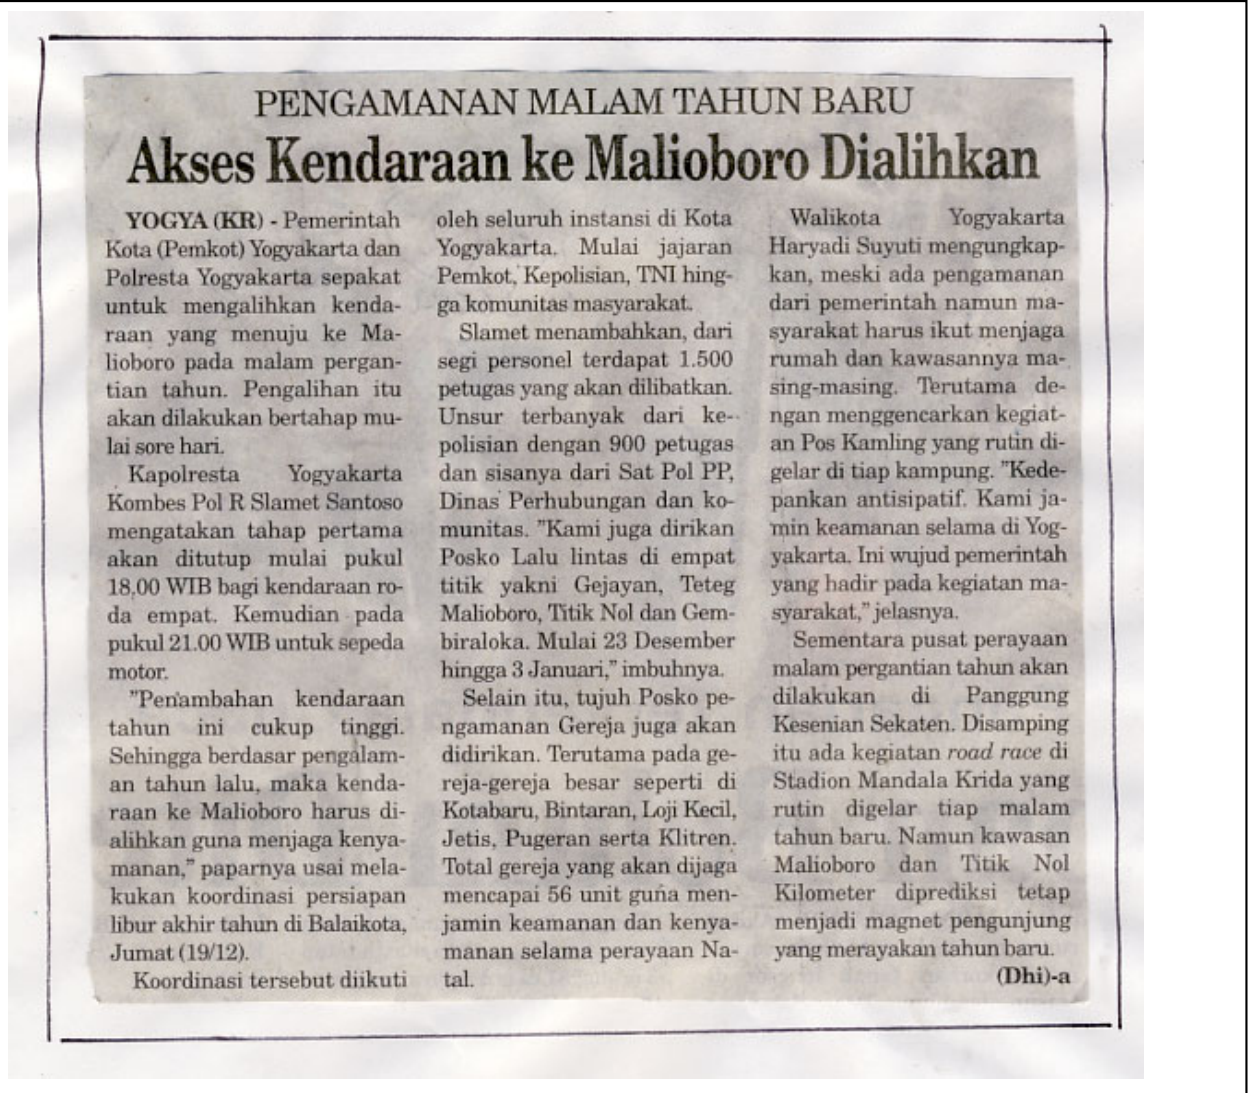 PENGAMANAN MALAM TAHUN BARU
Akses Kendaraan ke Malioboro Dialihkan
YOGYA (KR) - Pemerintah
Kota (Pemkot) Yogyakarta dan
Polresta Yogyakarta sepakat
untuk mengalihkan kenda-
raan yang menuju ke Ma-
lioboro pada malam pergan-
tian tahun. Pengalihan itu
akan dilakukan bertahap mu-
lai sore hari.
Kapolresta Yogyakarta
Kombes Pol R Slamet Santoso
mengatakan tahap pertama
akan ditutup mulai pukul
18.00 WIB bagi kendaraan ro-
da empat. Kemudian pada
pukul 21.00 WIB untuk sepeda
motor.
"Penambahan kendaraan
tahun ini cukup tinggi.
Sehingga berdasar pengalam-
an tahun lalu, maka kenda-
raan ke Malioboro harus di-
alihkan guna menjaga kenya-
manan," paparnya usai mela-
kukan koordinasi persiapan
libur akhir tahun di Balaikota,
Jumat (19/12).
Koordinasi tersebut diikuti
oleh seluruh instansi di Kota
Yogyakarta. Mulai jajaran
Pemkot, Kepolisian, TNI hing-
ga komunitas masyarakat.
Slamet menambahkan, dari
segi personel terdapat 1.500
petugas yang akan dilibatkan.
Unsur terbanyak dari ke-
polisian dengan 900 petugas
dan sisanya dari Sat Pol PP,
Dinas Perhubungan dan ko-
munitas. "Kami juga dirikan
Posko Lalu lintas di empat
titik yakni Gejayan, Teteg
Malioboro, Titik Nol dan Gem-
biraloka. Mulai 23 Desember
hingga 3 Januari," imbuhnya.
Selain itu, tujuh Posko pe-
ngamanan Gereja juga akan
didirikan. Terutama pada ge-
reja-gereja besar seperti di
Kotabaru, Bintaran, Loji Kecil,
Jetis, Pugeran serta Klitren.
Total gereja yang akan dijaga
mencapai 56 unit guna men-
jamin keamanan dan kenya-
manan selama perayaan Na-
tal.
Walikota Yogyakarta
Haryadi Suyuti mengungkap-
kan, meski ada pengamanan
dari pemerintah namun ma-
syarakat harus ikut menjaga
rumah dan kawasannya ma-
sing-masing. Terutama de-
ngan menggencarkan kegiat-
an Pos Kamling yang rutin di-
gelar di tiap kampung. "Kede-
pankan antisipatif. Kami ja-
min keamanan selama di Yog-
yakarta. Ini wujud pemerintah
yang hadir pada kegiatan ma-
syarakat," jelasnya.
Sementara pusat perayaan
malam pergantian tahun akan
dilakukan di Panggung
Kesenian Sekaten. Disamping
itu ada kegiatan road race di
Stadion Mandala Krida yang
rutin digelar tiap malam
tahun baru. Namun kawasan
Malioboro dan Titik Nol
Kilometer diprediksi tetap
menjadi magnet pengunjung
yang merayakan tahun baru.
(Dhi)-a